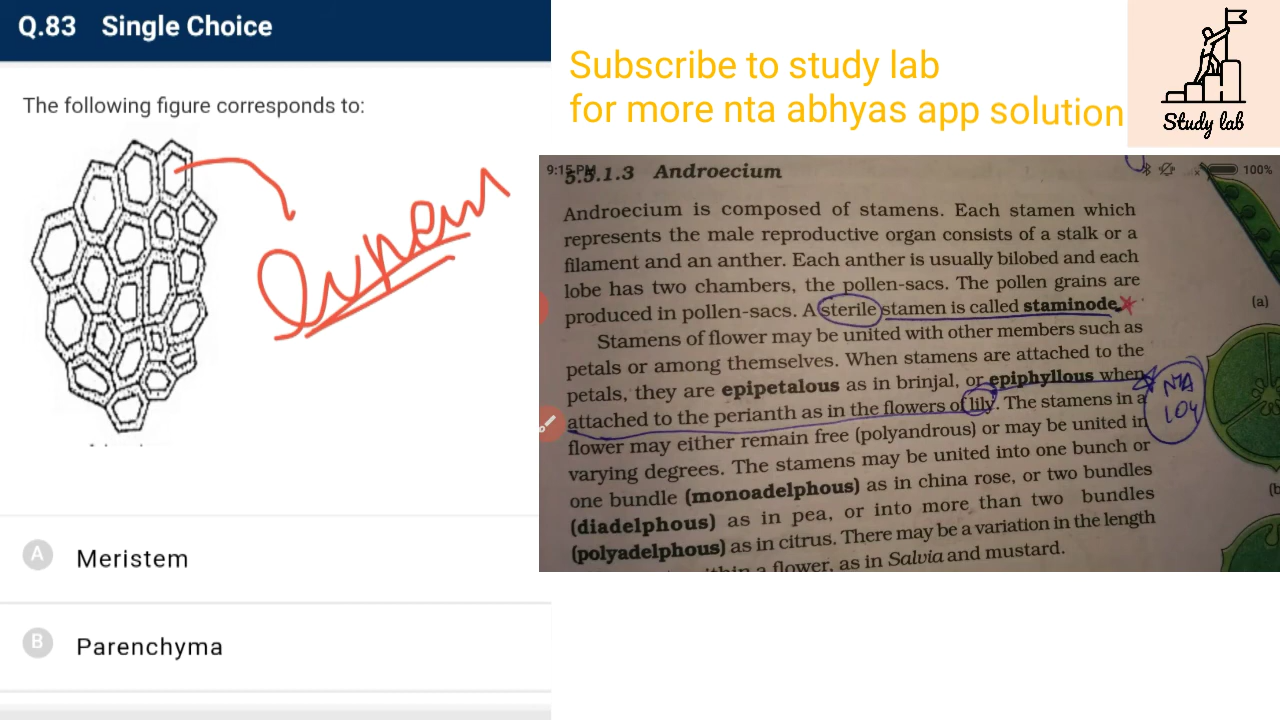 Q.83 Single Choice
The following figure corresponds to:
A Meristem
B Parenchyma
Subscribe to study lab
for more nta abhyas app solution
Study lab
9:15 PM
100%
5.5.1.3 Androecium
Androecium is composed of stamens. Each stamen which
represents the male reproductive organ consists of a stalk or a
filament and an anther. Each anther is usually bilobed and each
lobe has two chambers, the pollen-sacs. The pollen grains are
produced in pollen-sacs. A sterile stamen is called staminode.
Stamens of flower may be united with other members such as
petals or among themselves. When stamens are attached to the
petals, they are epipetalous as in brinjal, or epiphyllous when
attached to the perianth as in the flowers of lily. The stamens in a
flower may either remain free (polyandrous) or may be united in
varying degrees. The stamens may be united into one bunch or
one bundle (monoadelphous) as in china rose, or two bundles
(diadelphous) as in pea, or into more than two bundles
(polyadelphous) as in citrus. There may be a variation in the length
a flower, as in Salvia and mustard.
NTA
104
(a)
(b